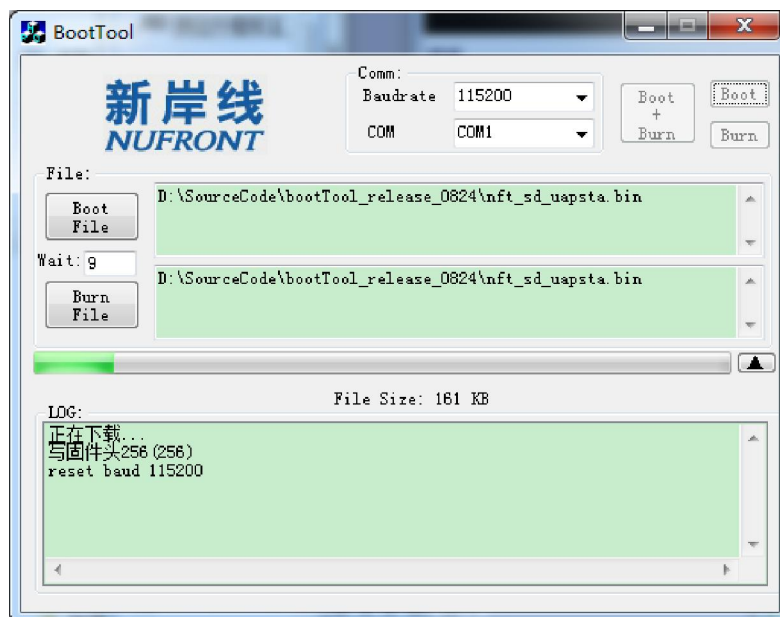 BootTool
新岸线
NUFRONT
Comm:
Baudrate 115200
COM COM1
Boot
+
Burn
Boot
Burn
File:
Boot
File
D:\SourceCode\bootTool_release_0824\nft_sd_uapsta.bin
Wait: 9
Burn
File
D:\SourceCode\bootTool_release_0824\nft_sd_uapsta.bin
File Size: 161 KB
LOG:
正在下载...
写固件头256(256)
reset baud 115200